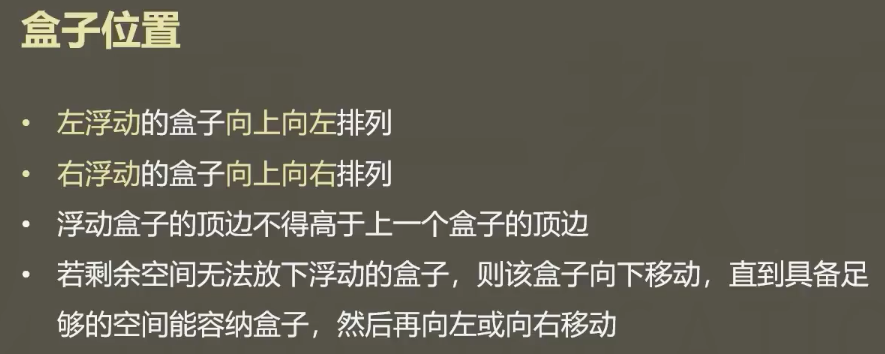 盒子位置
• 左浮动的盒子向上向左排列
• 右浮动的盒子向上向右排列
• 浮动盒子的顶边不得高于上一个盒子的顶边
• 若剩余空间无法放下浮动的盒子，则该盒子向下移动，直到具备足
够的空间能容纳盒子，然后再向左或向右移动